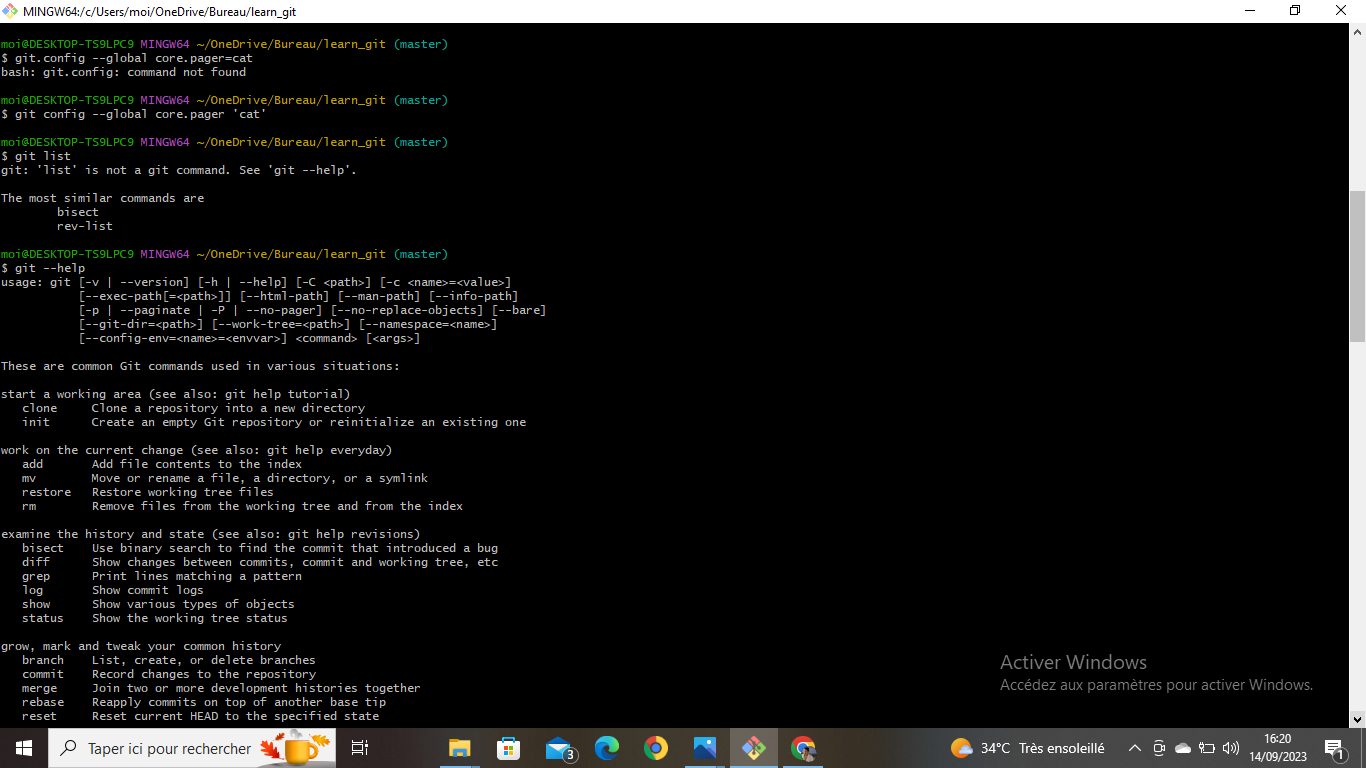 MINGW64:/c/Users/moi/OneDrive/Bureau/learn_git
moi@DESKTOP-TS9LPC9 MINGW64 ~/OneDrive/Bureau/learn_git (master)
$ git.config --global core.pager=cat
bash: git.config: command not found
moi@DESKTOP-TS9LPC9 MINGW64 ~/OneDrive/Bureau/learn_git (master)
$ git config --global core.pager 'cat'
moi@DESKTOP-TS9LPC9 MINGW64 ~/OneDrive/Bureau/learn_git (master)
$ git list
git: 'list' is not a git command. See 'git --help'.
The most similar commands are
bisect
rev-list
moi@DESKTOP-TS9LPC9 MINGW64 ~/OneDrive/Bureau/learn_git (master)
$ git --help
usage: git [-v | --version] [-h | --help] [-C <path>] [-c <name>=<value>]
[--exec-path[=<path>]] [--html-path] [--man-path] [--info-path]
[-p | --paginate | -P | --no-pager] [--no-replace-objects] [--bare]
[--git-dir=<path>] [--work-tree=<path>] [--namespace=<name>]
[--config-env=<name>=<envvar>] <command> [<args>]
These are common Git commands used in various situations:
start a working area (see also: git help tutorial)
clone     Clone a repository into a new directory
init      Create an empty Git repository or reinitialize an existing one
work on the current change (see also: git help everyday)
add       Add file contents to the index
mv        Move or rename a file, a directory, or a symlink
restore   Restore working tree files
rm        Remove files from the working tree and from the index
examine the history and state (see also: git help revisions)
bisect    Use binary search to find the commit that introduced a bug
diff      Show changes between commits, commit and working tree, etc
grep      Print lines matching a pattern
log       Show commit logs
show      Show various types of objects
status    Show the working tree status
grow, mark and tweak your common history
branch    List, create, or delete branches
commit    Record changes to the repository
merge     Join two or more development histories together
rebase    Reapply commits on top of another base tip
reset     Reset current HEAD to the specified state
Activer Windows
Accédez aux paramètres pour activer Windows.
Taper ici pour rechercher
3
34°C Très ensoleillé
16:20
14/09/2023
1